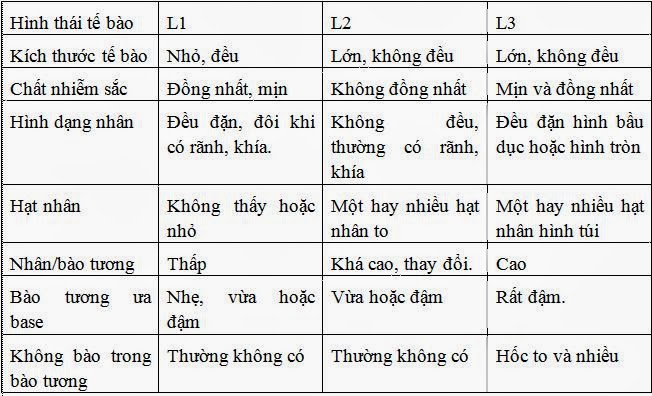 Hình thái tế bào L1 L2 L3
Kích thước tế bào Nhỏ, đều Lớn, không đều Lớn, không đều
Chất nhiễm sắc Đồng nhất, mịn Không đồng nhất Mịn và đồng nhất
Hình dạng nhân Đều đặn, đôi khi Không đều, Đều đặn hình bầu
có rãnh, khía. thường có rãnh, dục hoặc hình tròn
khía
Hạt nhân Không thấy hoặc Một hay nhiều hạt Một hay nhiều hạt
nhỏ nhân to nhân hình túi
Nhân/bào tương Thấp Khá cao, thay đổi. Cao
Bào tương ưa Nhẹ, vừa hoặc Vừa hoặc đậm Rất đậm.
base đậm
Không bào trong Thường không có Thường không có Hốc to và nhiều
bào tương